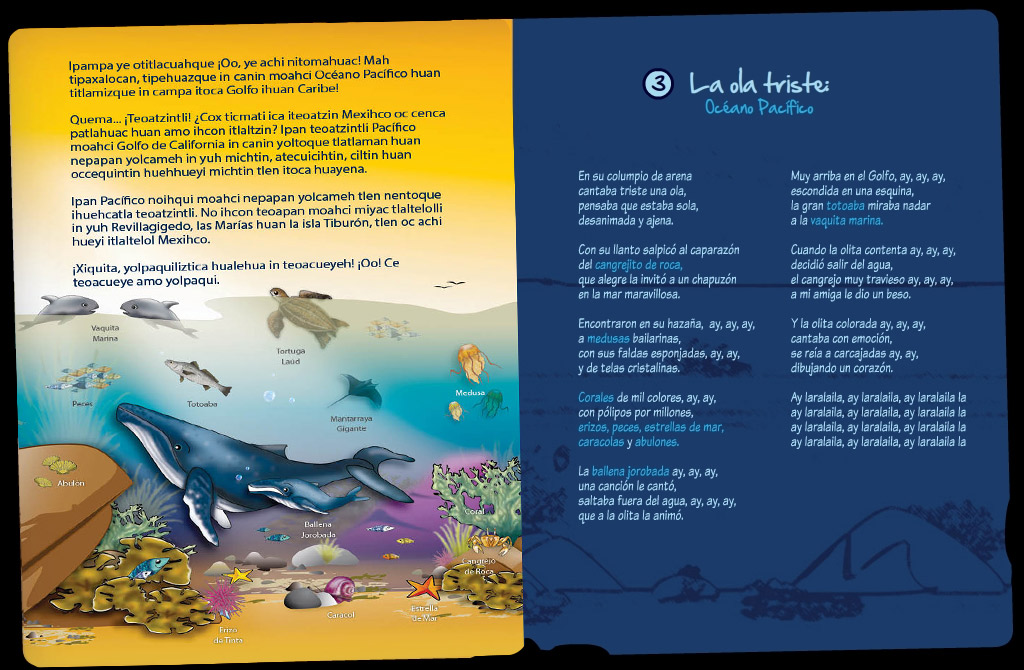 Ipampa ye otitlacuahque ¡Oo, ye achi nitomahuac! Mah
tipaxalocan, tipehuazque in canin moahci Océano Pacífico huan
titlamizque in campa itoca Golfo ihuan Caribe!
Quema... ¡Teoatzintli! ¿Cox ticmati ica iteoatzin Mexihco oc cenca
patlahuac huan amo ihcon itlaltzin? Ipan teoatzintli Pacífico
moahci Golfo de California in canin yoltoque tlatlaman huan
nepapan yolcameh in yuh michtin, atecuicihtin, ciltin huan
occequintin huehhueyi michtin tlen itoca huayena.
Ipan Pacífico noihqui moahci nepapan yolcameh tlen nentoque
ihuehcatla teoatzintli. No ihcon teoapan moahci miyac tlaltelolli
in yuh Revillagigedo, las Marías huan la isla Tiburón, tlen oc achi
hueyi itlaltelol Mexihco.
¡Xiquita, yolpaquiliztica hualehua in teoacueyeh! ¡Oo! Ce
teoacueye amo yolpaqui.
Vaquita
Marina
Tortuga
Laúd
Peces
Totoaba
Mantarraya
Gigante
Medusa
Abulón
Ballena
Jorobada
Coral
Cangrejo
de Roca
Erizo
de Tinta
Caracol
Estrella
de Mar
3 La ola triste:
Océano Pacífico
En su columpio de arena
cantaba triste una ola,
pensaba que estaba sola,
desanimada y ajena.
Con su llanto salpicó al caparazón
del cangrejito de roca,
que alegre la invitó a un chapuzón
en la mar maravillosa.
Encontraron en su hazaña, ay, ay, ay,
a medusas bailarinas,
con sus faldas esponjadas, ay, ay,
y de telas cristalinas.
Corales de mil colores, ay, ay,
con pólipos por millones,
erizos, peces, estrellas de mar,
caracolas y abulones.
La ballena jorobada ay, ay, ay,
una canción le cantó,
saltaba fuera del agua, ay, ay, ay,
que a la olita la animó.
Muy arriba en el Golfo, ay, ay, ay,
escondida en una esquina,
la gran totoaba miraba nadar
a la vaquita marina.
Cuando la olita contenta ay, ay, ay,
decidió salir del agua,
el cangrejo muy travieso ay, ay, ay,
a mi amiga le dio un beso.
Y la olita colorada ay, ay, ay,
cantaba con emoción,
se reía a carcajadas ay, ay,
dibujando un corazón.
Ay laralaila, ay laralaila, ay laralaila la
ay laralaila, ay laralaila, ay laralaila la
ay laralaila, ay laralaila, ay laralaila la
ay laralaila, ay laralaila, ay laralaila la